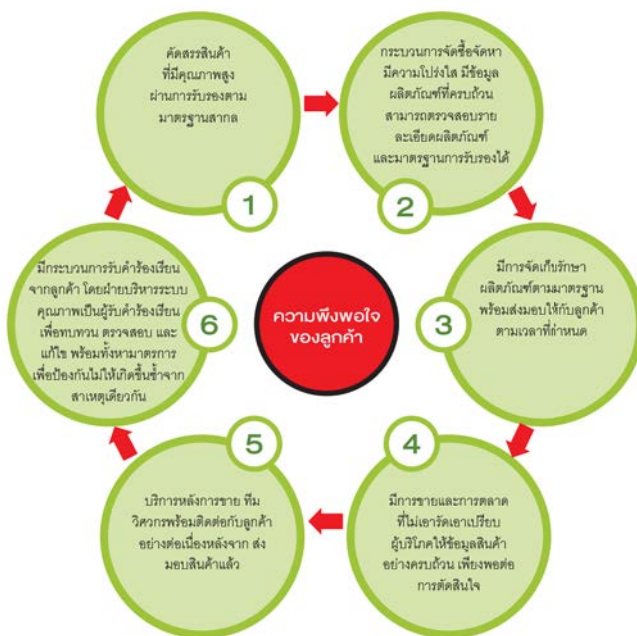 คัดสรรสินค้า
ที่มีคุณภาพสูง
ผ่านการรับรองตาม
มาตรฐานสากล
1
กระบวนการจัดซื้อจัดหา
มีความโปร่งใส มีข้อมูล
ผลิตภัณฑ์ที่ครบถ้วน
สามารถตรวจสอบราย
ละเอียดผลิตภัณฑ์
และมาตรฐานการรับรองได้
2
มีการจัดเก็บรักษา
ผลิตภัณฑ์ตามมาตรฐาน
พร้อมส่งมอบให้กับลูกค้า
ตามเวลาที่กำหนด
3
4
มีการขายและการตลาด
ที่ไม่เอารัดเอาเปรียบ
ผู้บริโภคให้ข้อมูลสินค้า
อย่างครบถ้วน เพียงพอต่อ
การตัดสินใจ
5
บริการหลังการขาย ทีม
วิศวกรพร้อมติดต่อกับลูกค้า
อย่างต่อเนื่องหลังจาก ส่ง
มอบสินค้าแล้ว
มีกระบวนการรับคำร้องเรียน
จากลูกค้า โดยฝ่ายบริหารระบบ
คุณภาพเป็นผู้รับคำร้องเรียน
เพื่อทบทวน ตรวจสอบ และ
แก้ไข พร้อมทั้งหามาตรการ
เพื่อป้องกันไม่ให้เกิดขึ้นซ้ำจาก
สาเหตุเดียวกัน
6
ความพึงพอใจ
ของลูกค้า